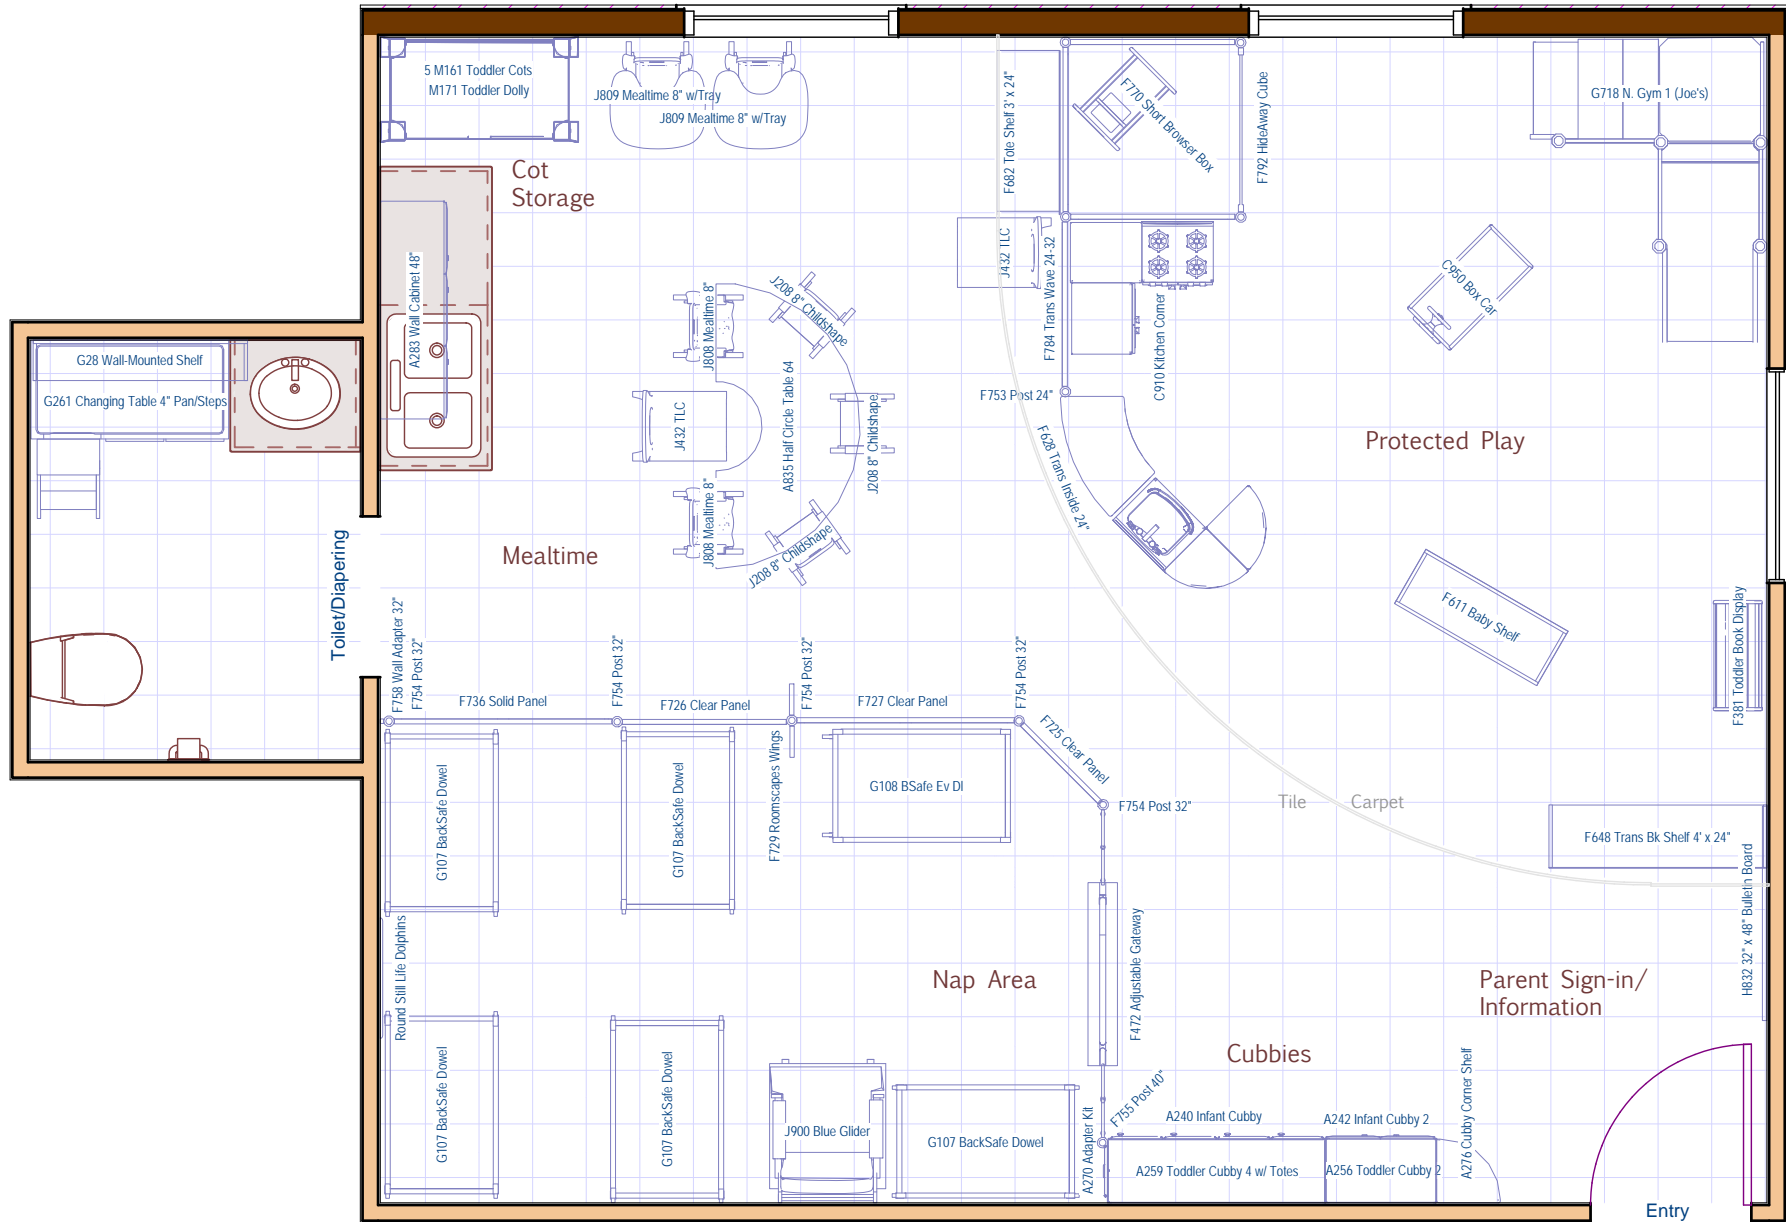 5 M161 Toddler Cots
M171 Toddler Dolly
J809 Mealtime 8" w/Tray
J809 Mealtime 8" w/Tray
F682 Tote Shelf 3' x 24"
F770 Short Browser Box
F792 HideAway Cube
G718 N. Gym 1 (Joe's)
Cot
Storage
A283 Wall Cabinet 48"
J808 Mealtime 8"
J208 8" Childshape
J432 TLC
F784 Trans Wave 24-32
C910 Kitchen Corner
C950 Box Car
G28 Wall-Mounted Shelf
G261 Changing Table 4" Pan/Steps
J432 TLC
A835 Half Circle Table 64
J208 8" Childshape
F753 Post 24"
F628 Trans Inside 24"
Protected Play
J808 Mealtime 8"
J208 8" Childshape
Mealtime
Toilet/Diapering
F611 Baby Shelf
F381 Toddler Book Display
F758 Wall Adapter 32"
F754 Post 32"
F736 Solid Panel
F754 Post 32"
F726 Clear Panel
F754 Post 32"
F727 Clear Panel
F754 Post 32"
F725 Clear Panel
G107 BackSafe Dowel
G107 BackSafe Dowel
F729 Roomscapes Wings
G108 BSafe Ev Dl
F754 Post 32"
Tile
Carpet
F648 Trans Bk Shelf 4' x 24"
H832 32" x 48" Bulletin Board
Round Still Life Dolphins
Nap Area
F472 Adjustable Gateway
Parent Sign-in/
Information
Cubbies
G107 BackSafe Dowel
G107 BackSafe Dowel
J900 Blue Glider
G107 BackSafe Dowel
A270 Adapter Kit
F755 Post 40"
A240 Infant Cubby
A242 Infant Cubby 2
A276 Cubby Corner Shelf
A259 Toddler Cubby 4 w/ Totes
A256 Toddler Cubby 2
Entry